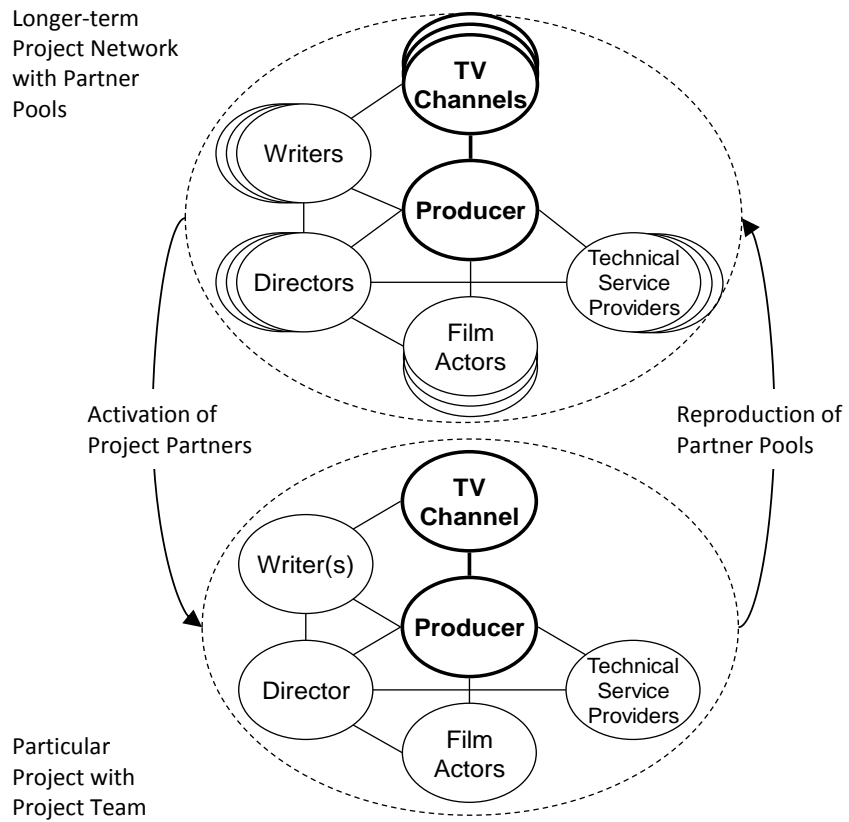 Longer-term
Project Network
with Partner
Pools
TV
Channels
Writers
Producer
Directors
Technical
Service
Providers
Film
Actors
Activation of
Project Partners
Reproduction of
Partner Pools
TV
Channel
Writer(s)
Producer
Director
Technical
Service
Providers
Film
Actors
Particular
Project with
Project Team